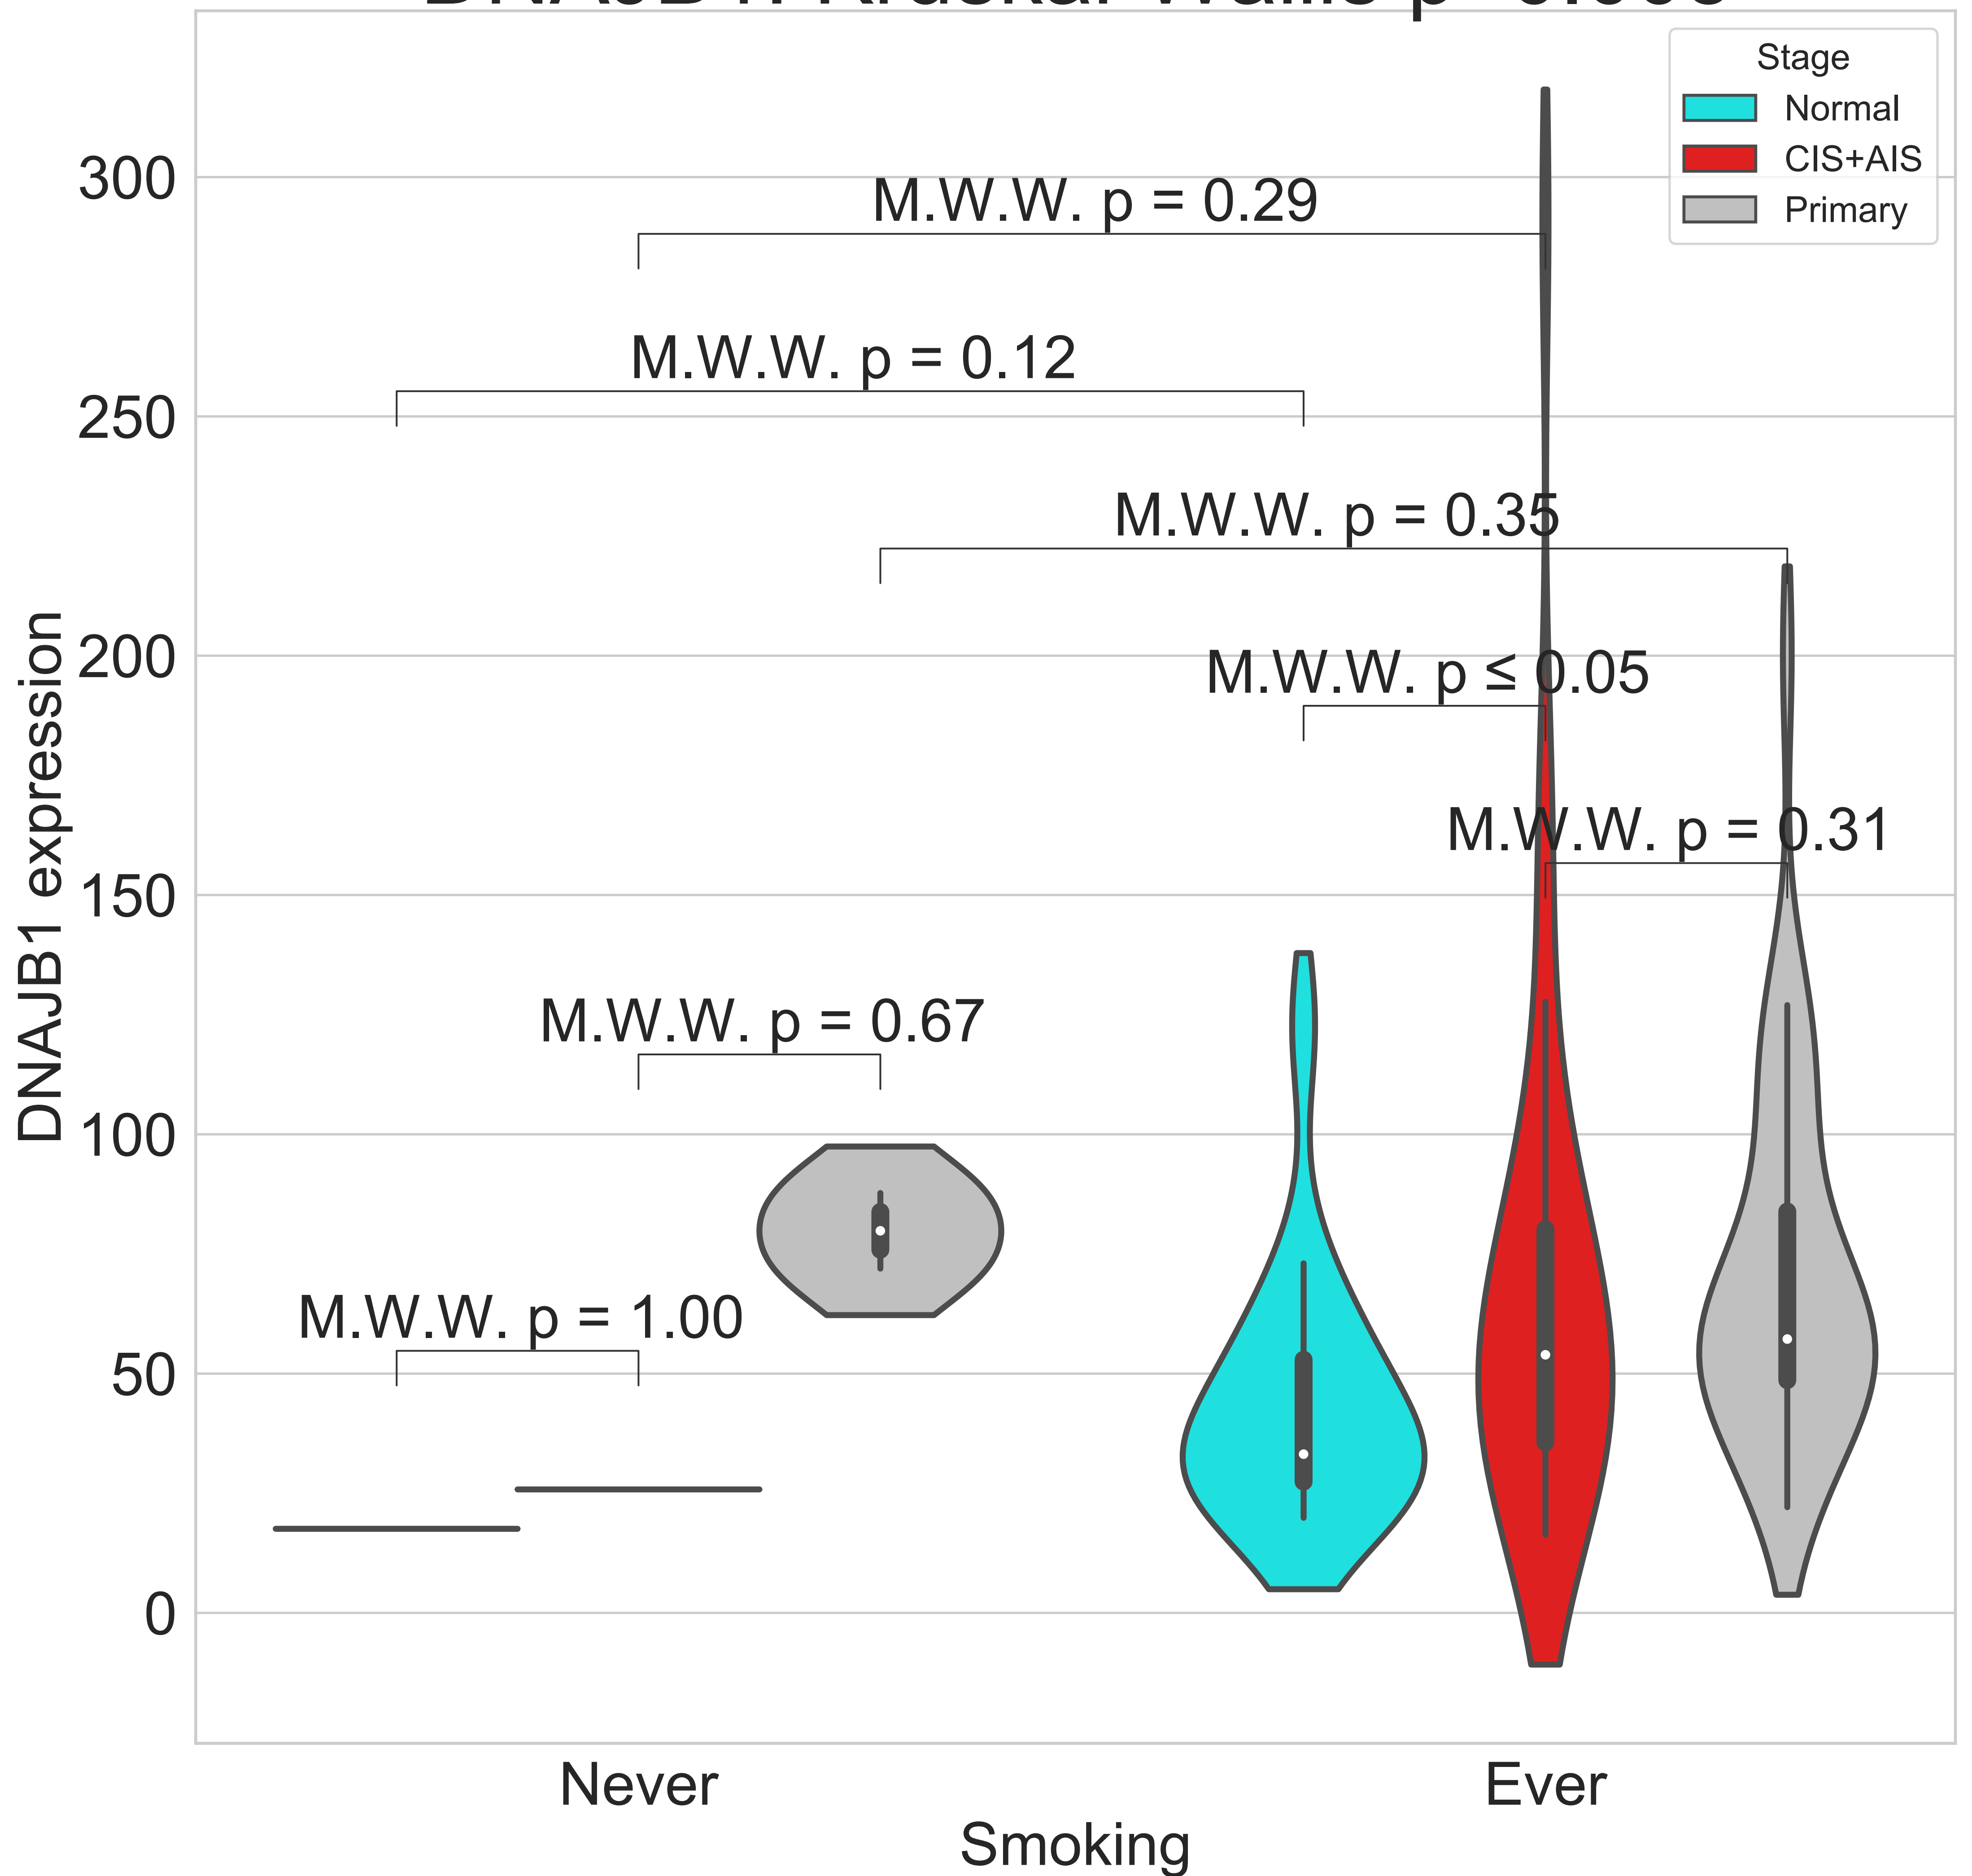 Stage
Normal
CIS+AIS
Primary
300
250
200
150
100
50
0
DNAJB1 expression
M.W.W. p = 0.29
M.W.W. p = 0.12
M.W.W. p = 0.35
M.W.W. p ≤ 0.05
M.W.W. p = 0.31
M.W.W. p = 0.67
M.W.W. p = 1.00
Never
Ever
Smoking